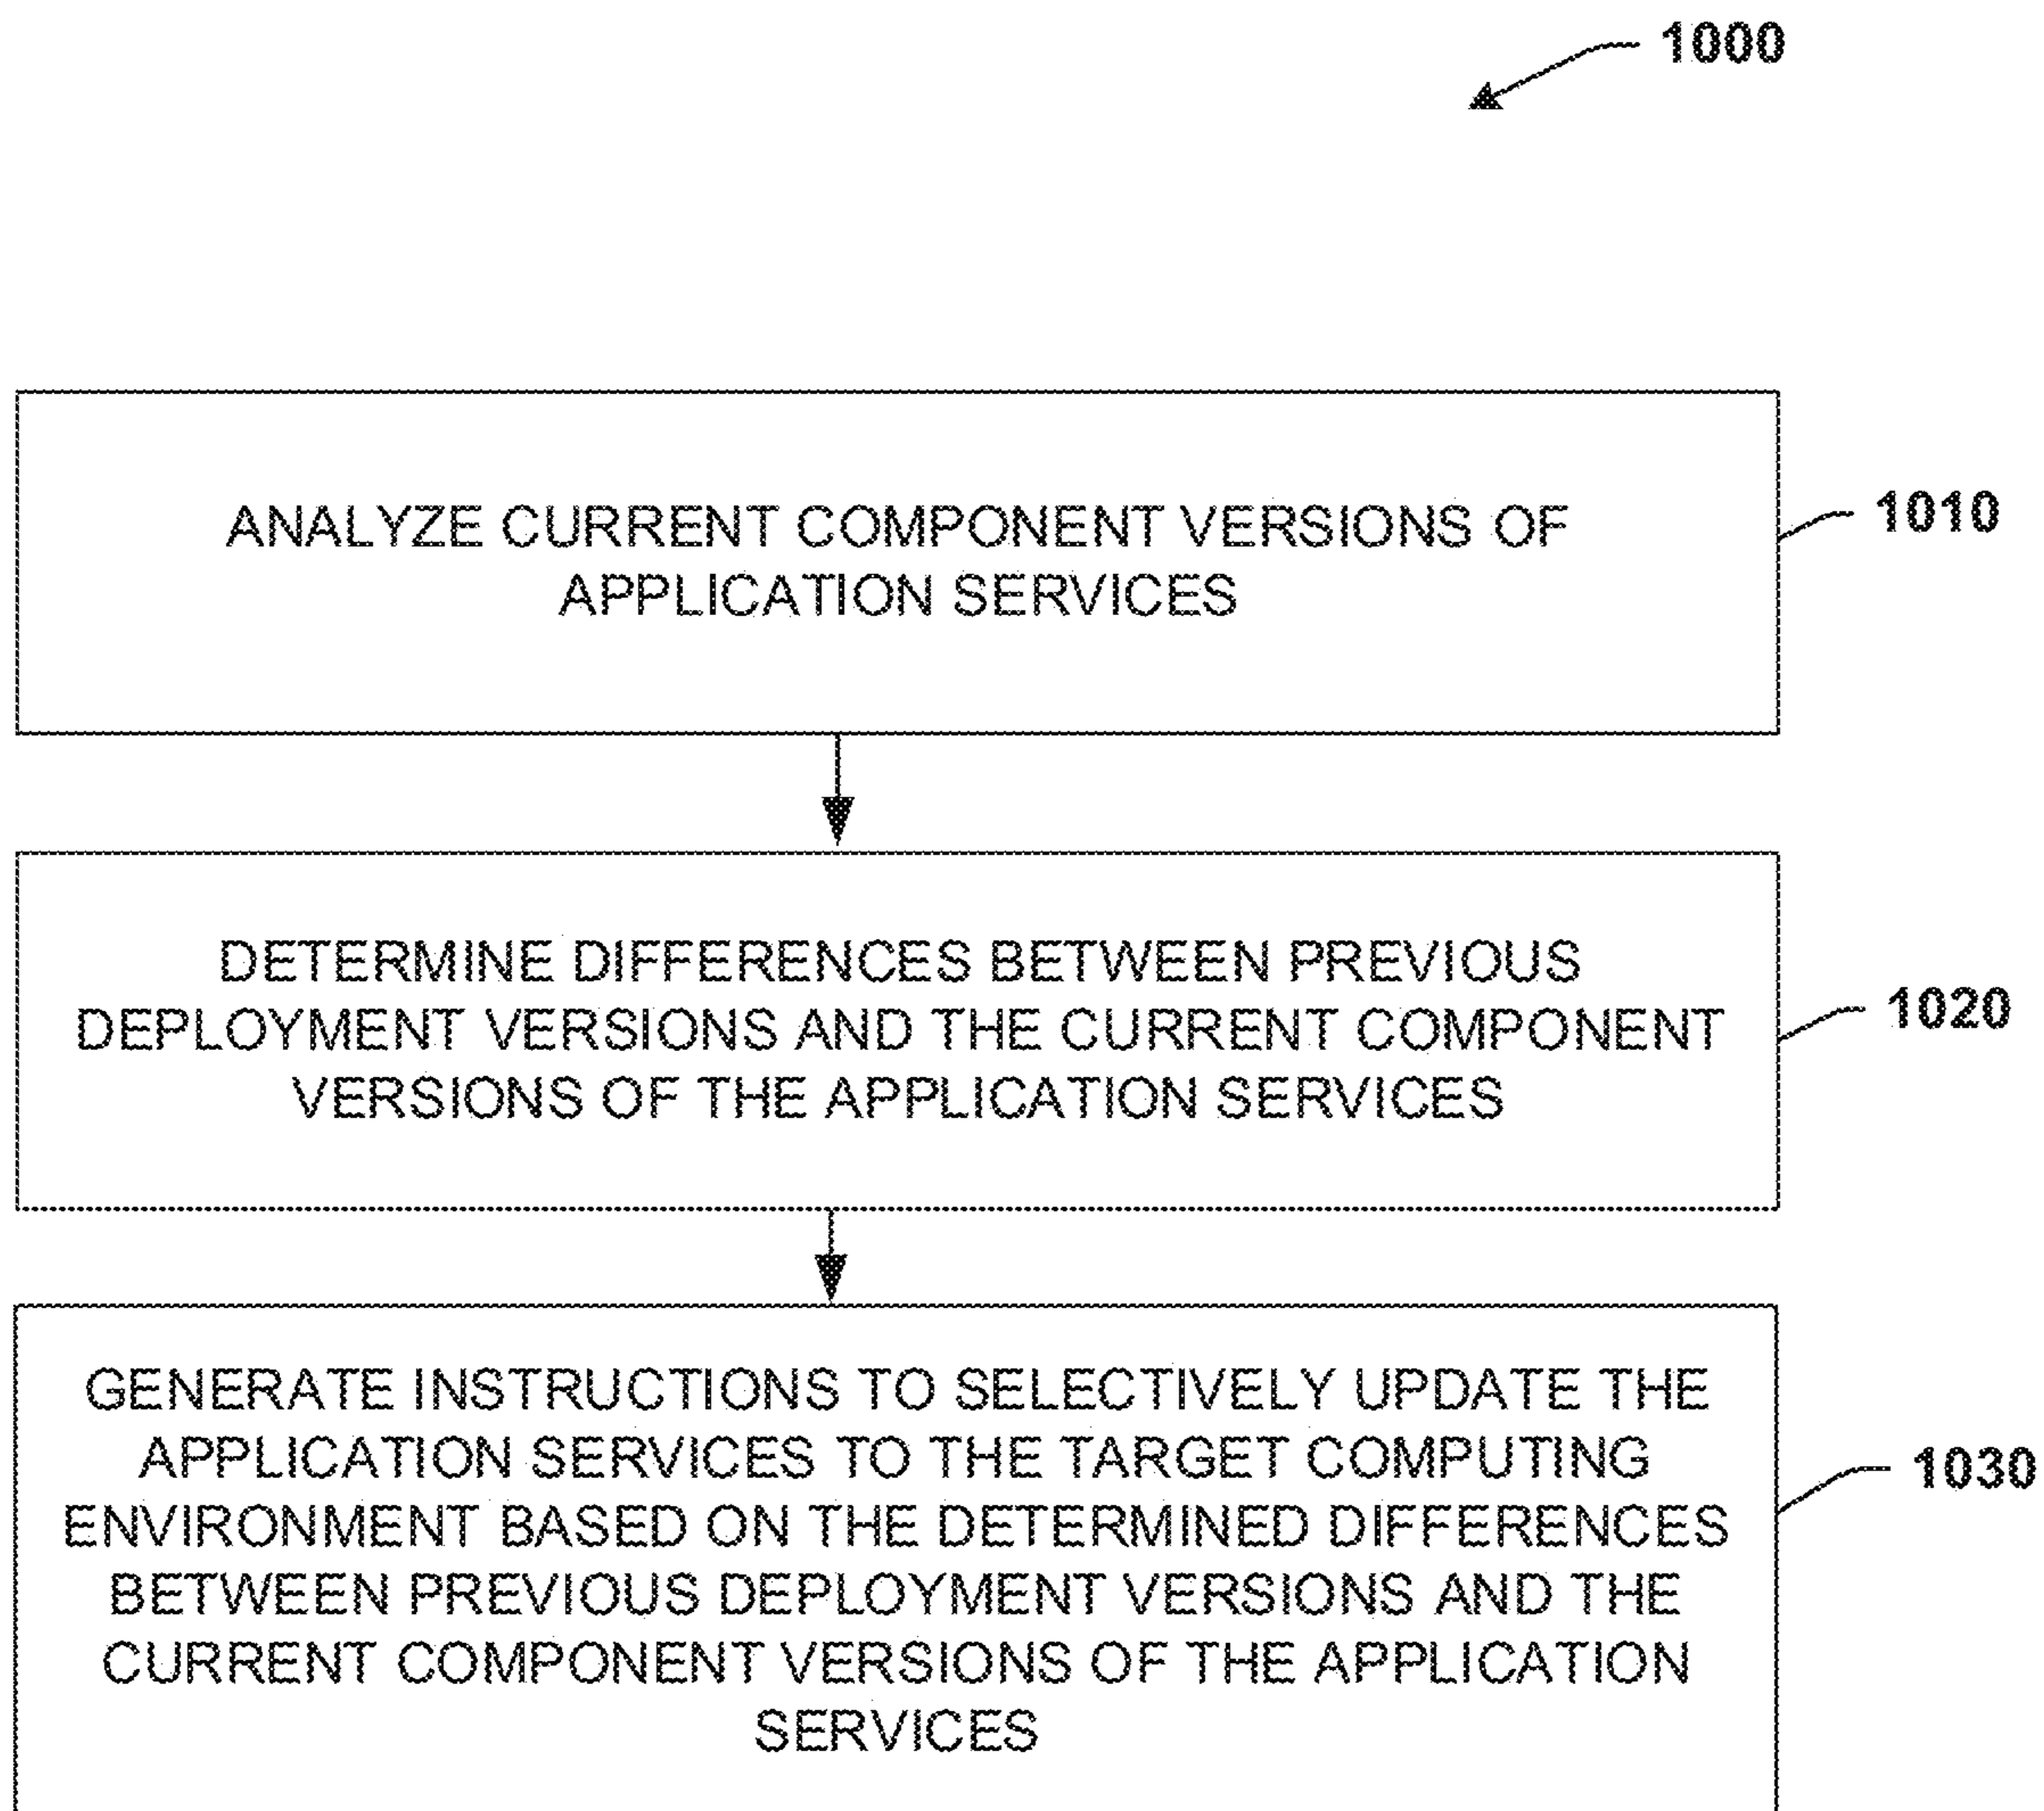 1000
ANALYZE CURRENT COMPONENT VERSIONS OF
APPLICATION SERVICES
1010
DETERMINE DIFFERENCES BETWEEN PREVIOUS
DEPLOYMENT VERSIONS AND THE CURRENT COMPONENT
VERSIONS OF THE APPLICATION SERVICES
1020
GENERATE INSTRUCTIONS TO SELECTIVELY UPDATE THE
APPLICATION SERVICES TO THE TARGET COMPUTING
ENVIRONMENT BASED ON THE DETERMINED DIFFERENCES
BETWEEN PREVIOUS DEPLOYMENT VERSIONS AND THE
CURRENT COMPONENT VERSIONS OF THE APPLICATION
SERVICES
1030